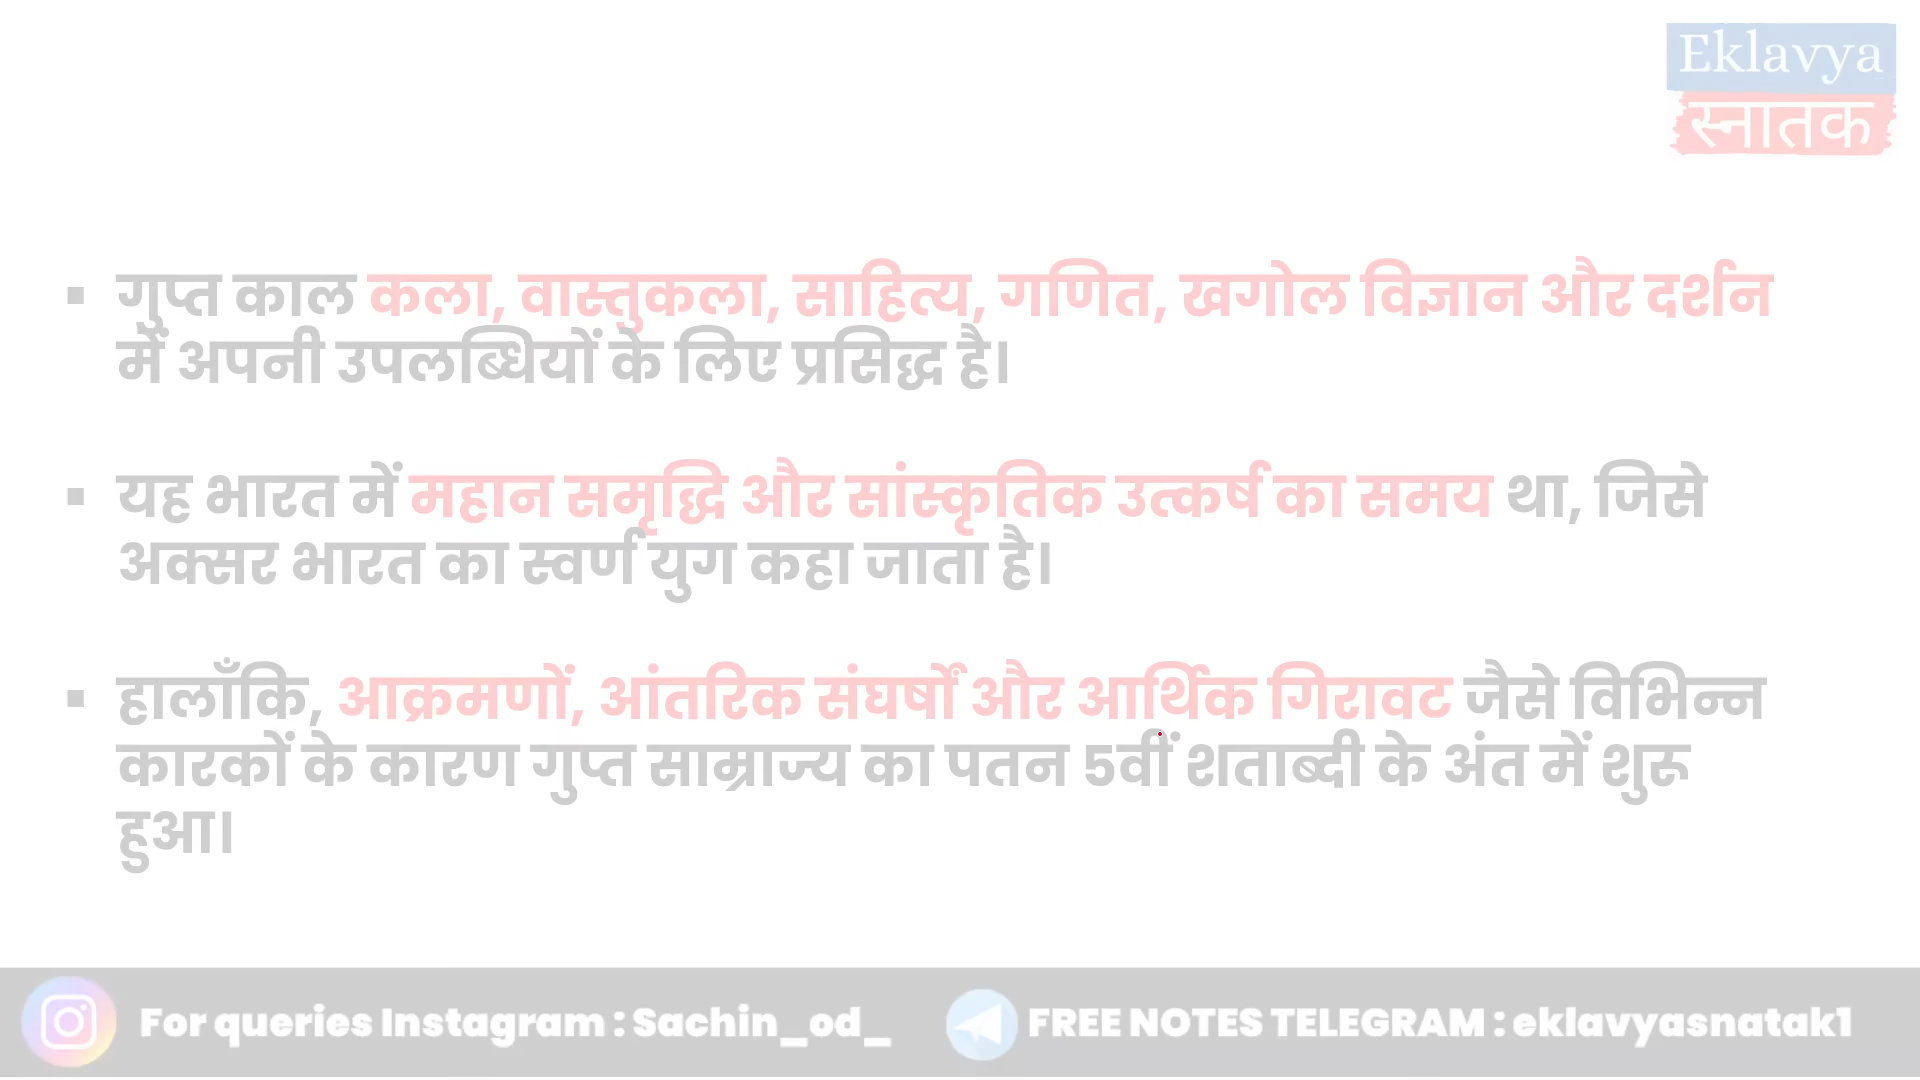 Eklavya
स्नातक
▪ गुप्त काल कला, वास्तुकला, साहित्य, गणित, खगोल विज्ञान और दर्शन
में अपनी उपलब्धियों के लिए प्रसिद्ध है।
▪ यह भारत में महान समृद्धि और सांस्कृतिक उत्कर्ष का समय था, जिसे
अक्सर भारत का स्वर्ण युग कहा जाता है।
▪ हालाँकि, आक्रमणों, आंतरिक संघर्षों और आर्थिक गिरावट जैसे विभिन्न
कारकों के कारण गुप्त साम्राज्य का पतन 5वीं शताब्दी के अंत में शुरू
हुआ।
For queries Instagram : Sachin_od_ FREE NOTES TELEGRAM : eklavyasnatak1